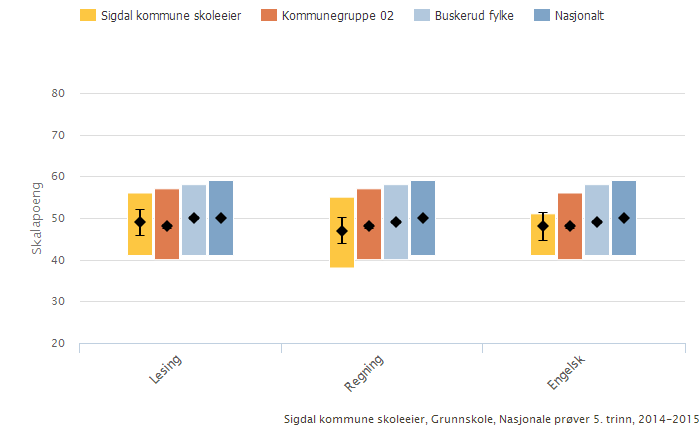 Sigdal kommune skoleeier Kommunegruppe 02 Buskerud fylke Nasjonalt
80
70
60
50
40
30
20
Skalapoeng
Lesing Regning Engelsk
Sigdal kommune skoleeier, Grunnskole, Nasjonale prøver 5. trinn, 2014-2015